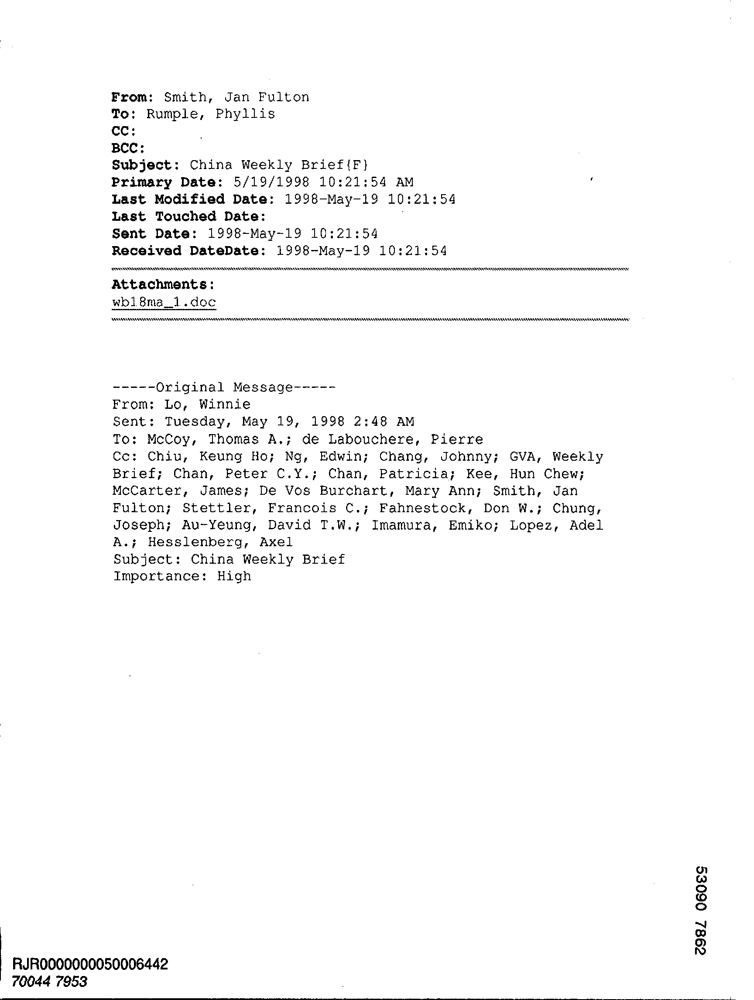 From: Smith, Jan Fulton
To: Rumple, Phyllis
CC:
BCC:
Subject: China Weekly Brief{F}
Primary Date: 5/19/1998 10:21:54 AM
Last Modified Date: 1998-May-19 10:21:54
Last Touched Date:
Sent Date: 1998-May-19 10:21:54
Received DateDate: 1998-May-19 10:21:54
Attachments:
wb18ma_1.doc
-----Original Message-----
From: Lo, Winnie
Sent: Tuesday, May 19, 1998 2:48 AM
To: McCoy, Thomas A.; de Labouchere, Pierre
Cc: Chiu, Keung Ho; Ng, Edwin; Chang, Johnny; GVA, Weekly
Brief; Chan, Peter C.Y.; Chan, Patricia; Kee, Hun Chew;
McCarter, James; De Vos Burchart, Mary Ann; Smith, Jan
Fulton; Stettler, Francois C.; Fahnestock, Don W.; Chung,
Joseph; Au-Yeung, David T.W.; Imamura, Emiko; Lopez, Adel
A.; Hesslenberg, Axel
Subject: China Weekly Brief
Importance: High
53090 7862
RJR0000000050006442
70044 7953